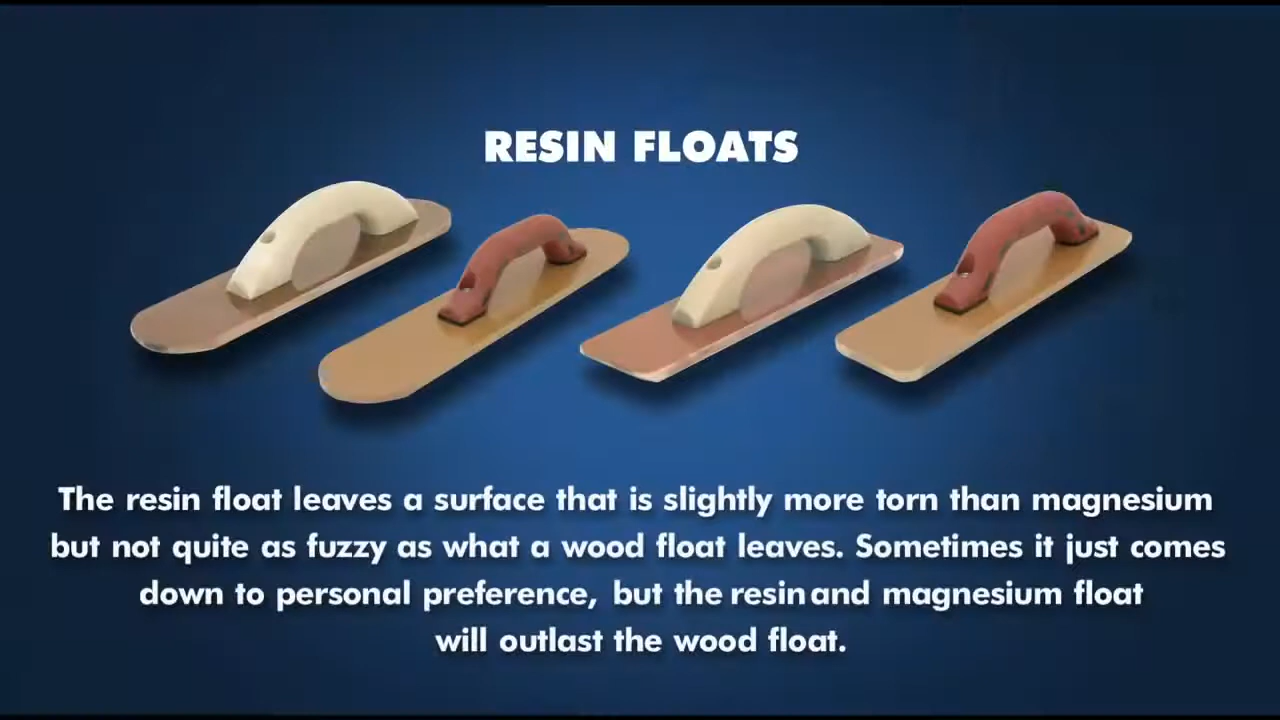 RESIN FLOATS
The resin float leaves a surface that is slightly more torn than magnesium
but not quite as fuzzy as what a wood float leaves. Sometimes it just comes
down to personal preference, but the resin and magnesium float
will outlast the wood float.